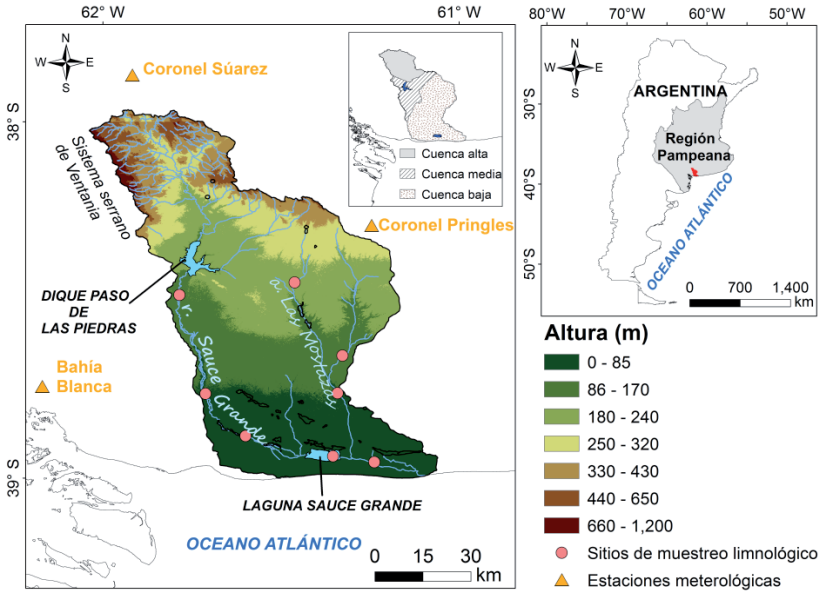 62° W
61° W
38°S
39°S
N
W
E
S
Coronel Súarez
Sistema serrano
de Ventania
Cuenca alta
Cuenca media
Cuenca baja
Coronel Pringles
DIQUE PASO
DE
LAS PIEDRAS
r. Sauce Grande
a. Las Mostazas
Bahía
Blanca
LAGUNA SAUCE GRANDE
OCEANO ATLÁNTICO
0 15 30
km
80°W
70°W
60°W
50°W
30°S
40°S
50°S
N
W
E
S
ARGENTINA
Región
Pampeana
OCEANO ATLÁNTICO
0 700 1,400
km
Altura (m)
0 - 85
86 - 170
180 - 240
250 - 320
330 - 430
440 - 650
660 - 1,200
Sitios de muestreo limnológico
Estaciones meterológicas